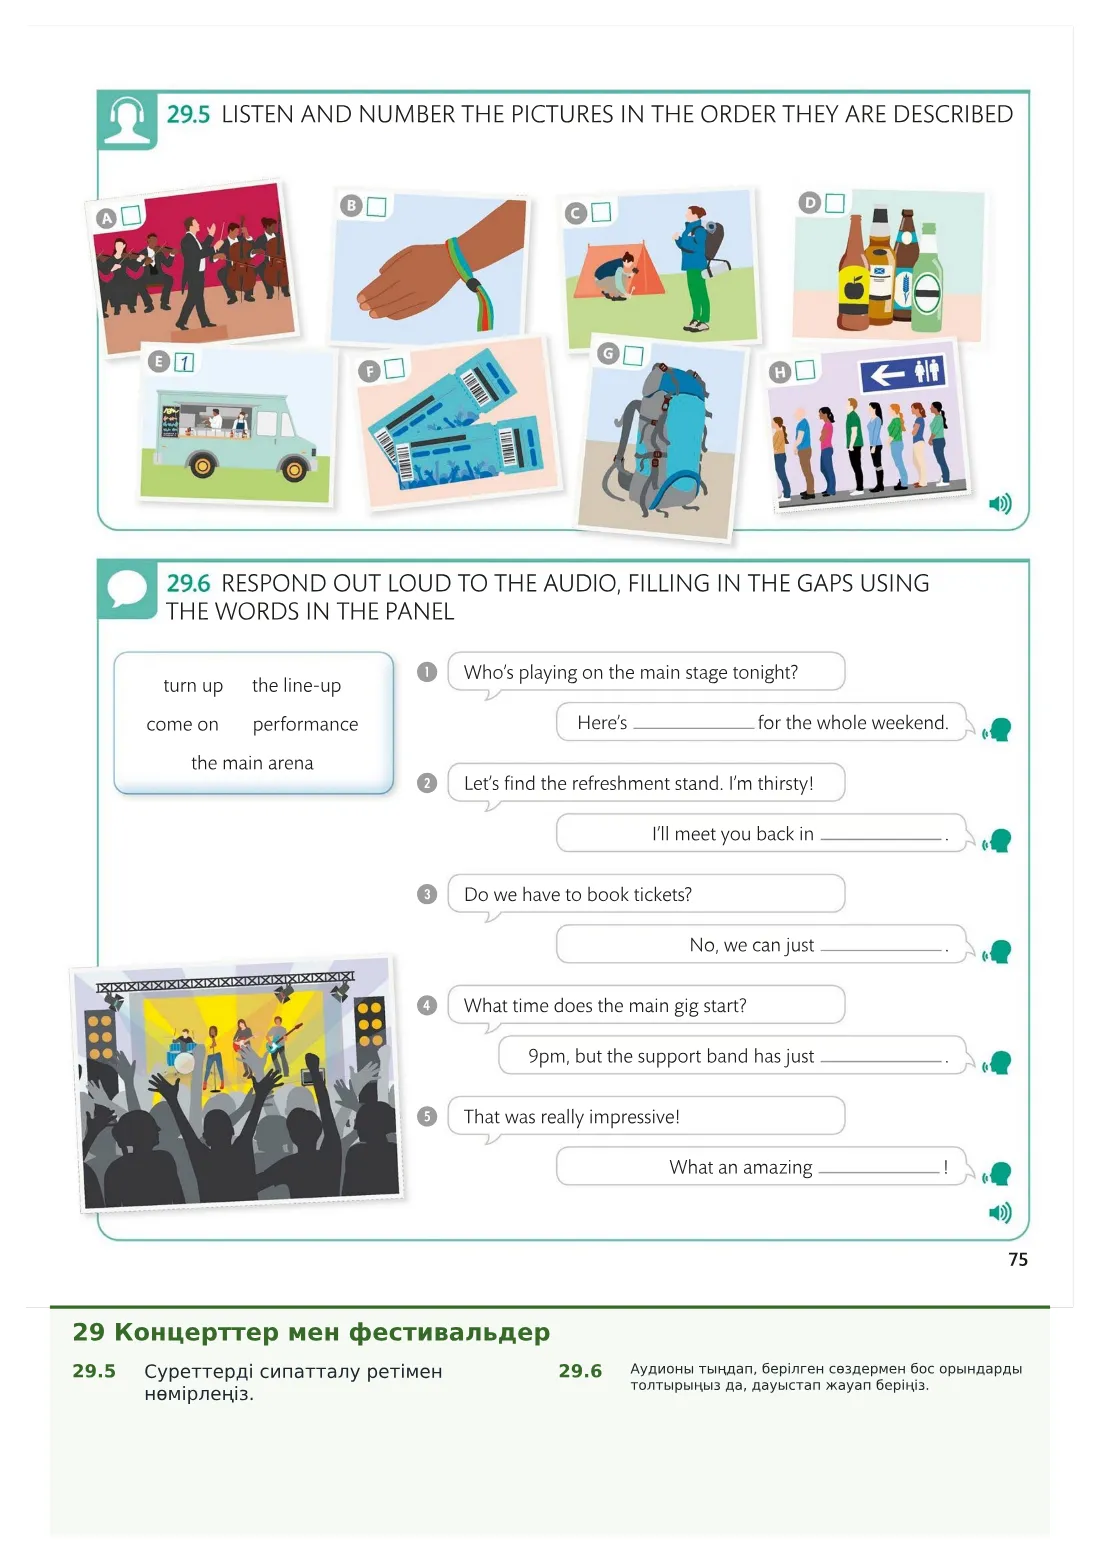 29.5 LISTEN AND NUMBER THE PICTURES IN THE ORDER THEY ARE DESCRIBED
A
B
C
D
E 1
F
G
H
29.6 RESPOND OUT LOUD TO THE AUDIO, FILLING IN THE GAPS USING
THE WORDS IN THE PANEL
turn up the line-up
come on performance
the main arena
1 Who's playing on the main stage tonight?
Here's ____________ for the whole weekend.
2 Let's find the refreshment stand. I'm thirsty!
I'll meet you back in ____________ .
3 Do we have to book tickets?
No, we can just ____________ .
4 What time does the main gig start?
9pm, but the support band has just ____________ .
5 That was really impressive!
What an amazing ____________ !
75
29 Концерттер мен фестивальдер
29.5 Суреттерді сипатталу ретімен
нөмірлеңіз.
29.6 Аудионы тыңдап, берілген сөздермен бос орындарды
толтырыңыз да, дауыстап жауап беріңіз.